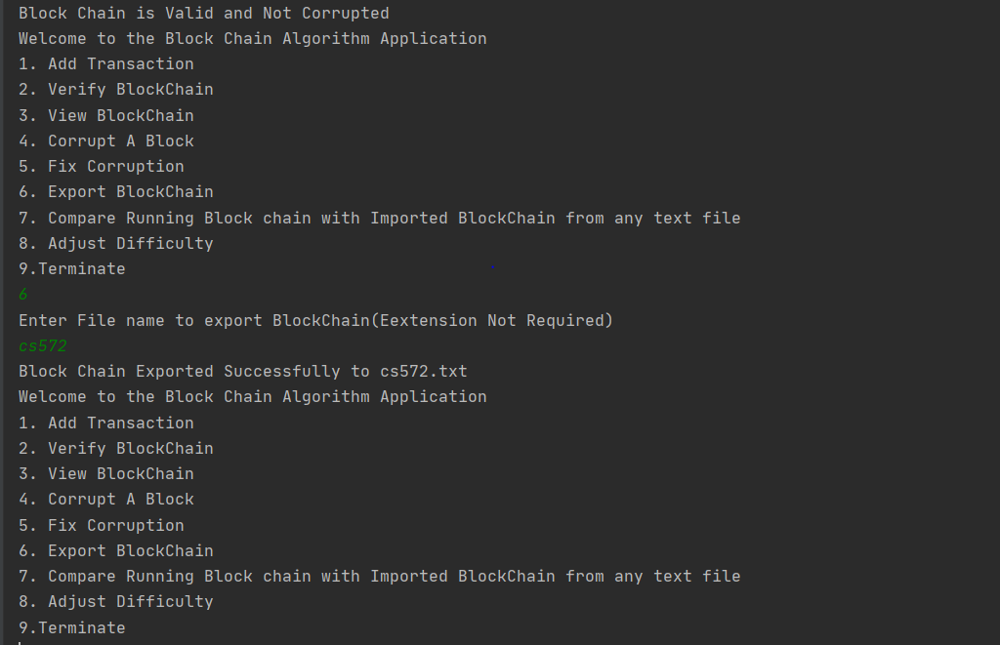 Block Chain is Valid and Not Corrupted
Welcome to the Block Chain Algorithm Application
1. Add Transaction
2. Verify BlockChain
3. View BlockChain
4. Corrupt A Block
5. Fix Corruption
6. Export BlockChain
7. Compare Running Block chain with Imported BlockChain from any text file
8. Adjust Difficulty
9.Terminate
6
Enter File name to export BlockChain(Eextension Not Required)
cs572
Block Chain Exported Successfully to cs572.txt
Welcome to the Block Chain Algorithm Application
1. Add Transaction
2. Verify BlockChain
3. View BlockChain
4. Corrupt A Block
5. Fix Corruption
6. Export BlockChain
7. Compare Running Block chain with Imported BlockChain from any text file
8. Adjust Difficulty
9.Terminate